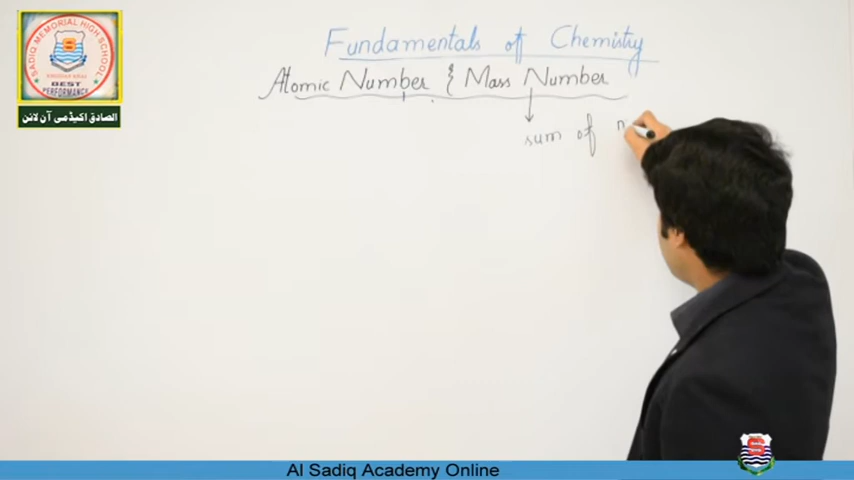 SADIQ MEMORIAL HIGH SCHOOL
BEST
PERFORMANCE
الصادق اکیڈمی آن لائن
Fundamentals of Chemistry
Atomic Number & Mass Number
sum of n
Al Sadiq Academy Online